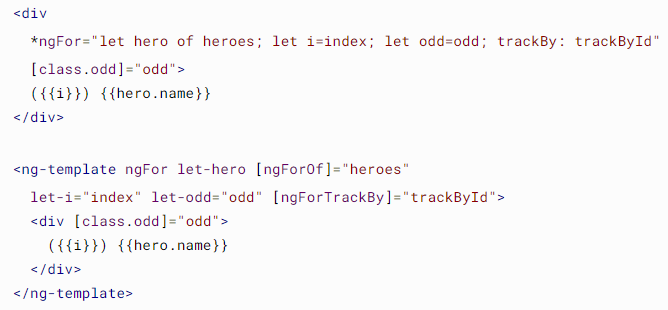 <div
*ngFor="let hero of heroes; let i=index; let odd=odd; trackBy: trackById"
[class.odd]="odd">
({{i}}) {{hero.name}}
</div>
<ng-template ngFor let-hero [ngForOf]="heroes"
let-i="index" let-odd="odd" [ngForTrackBy]="trackById">
<div [class.odd]="odd">
({{i}}) {{hero.name}}
</div>
</ng-template>